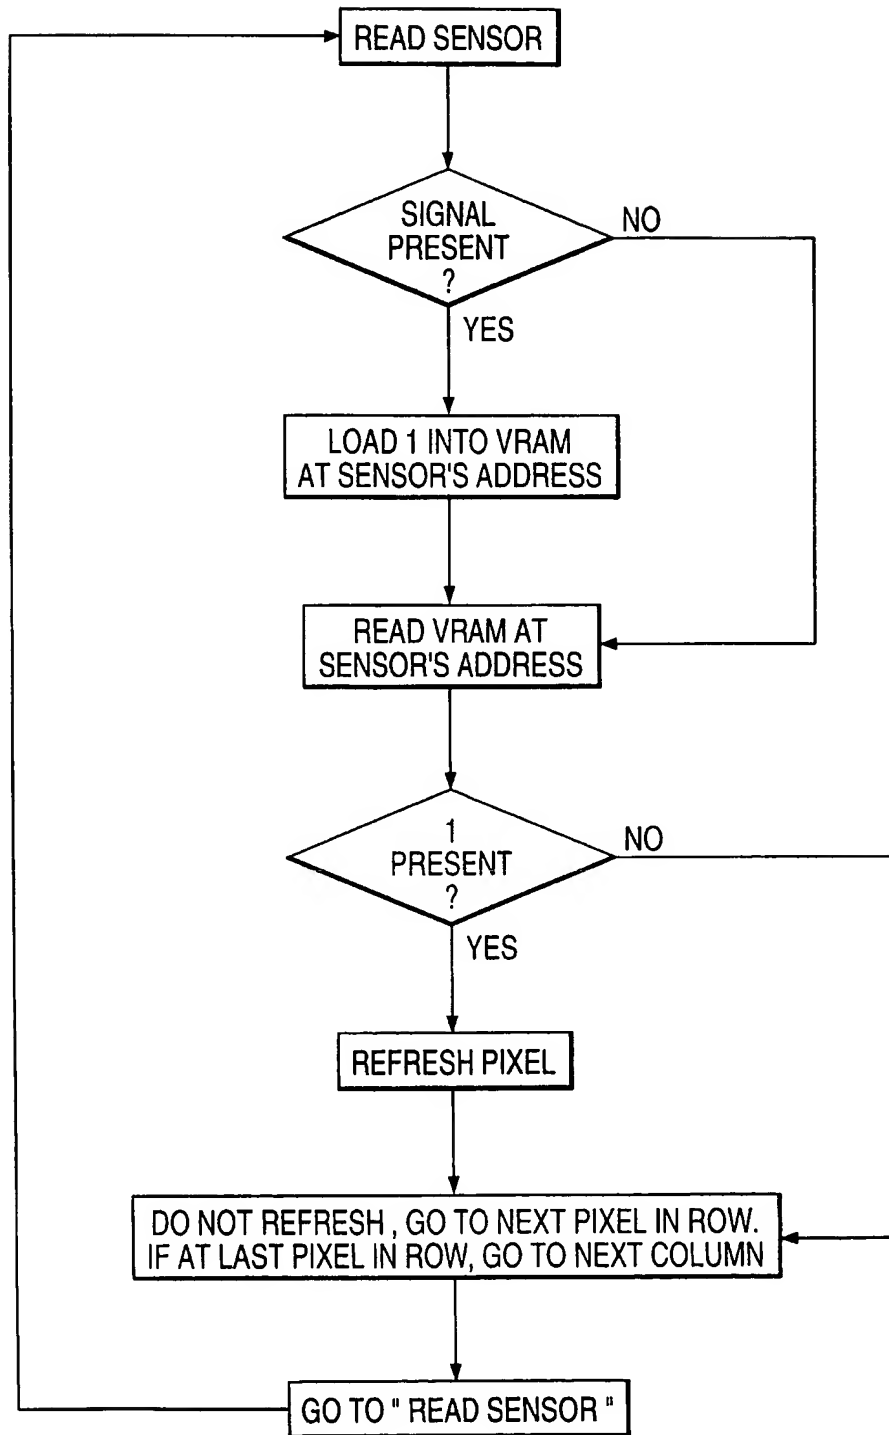 READ SENSOR
SIGNAL
PRESENT
?
NO
YES
LOAD 1 INTO VRAM
AT SENSOR'S ADDRESS
READ VRAM AT
SENSOR'S ADDRESS
1
PRESENT
?
NO
YES
REFRESH PIXEL
DO NOT REFRESH , GO TO NEXT PIXEL IN ROW.
IF AT LAST PIXEL IN ROW, GO TO NEXT COLUMN
GO TO " READ SENSOR "